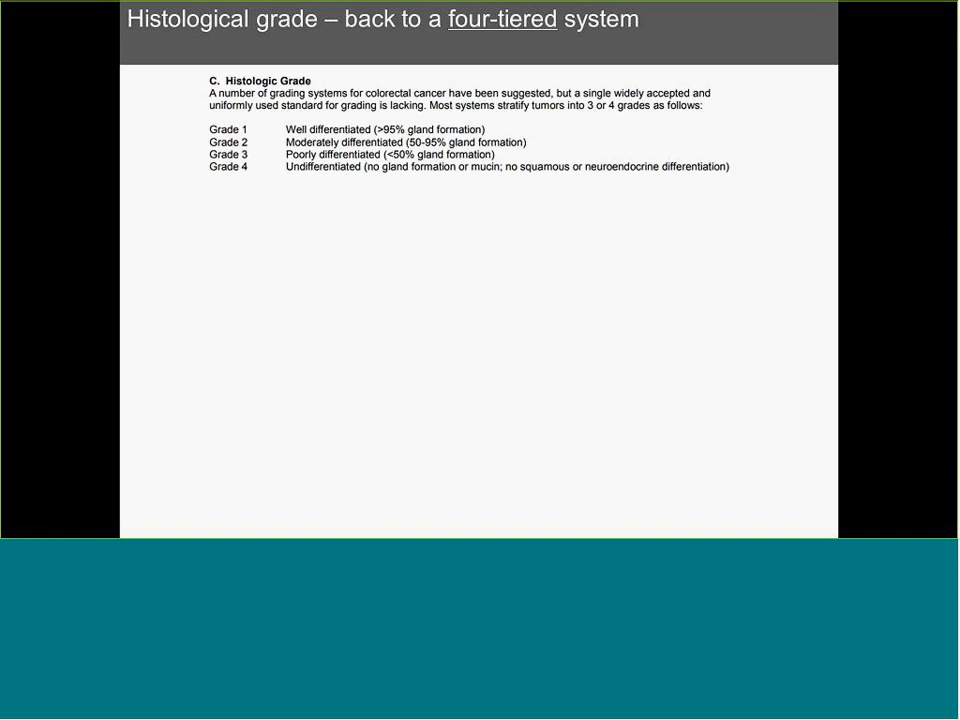 Histological grade – back to a four-tiered system
C. Histologic Grade
A number of grading systems for colorectal cancer have been suggested, but a single widely accepted and
uniformly used standard for grading is lacking. Most systems stratify tumors into 3 or 4 grades as follows:
Grade 1 Well differentiated (>95% gland formation)
Grade 2 Moderately differentiated (50-95% gland formation)
Grade 3 Poorly differentiated (<50% gland formation)
Grade 4 Undifferentiated (no gland formation or mucin; no squamous or neuroendocrine differentiation)